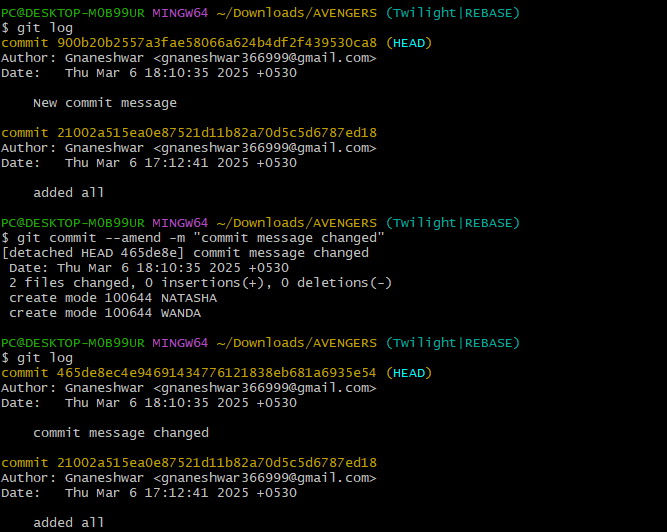 PC@DESKTOP-M0B99UR MINGW64 ~/Downloads/AVENGERS (Twilight|REBASE)
$ git log
commit 900b20b2557a3fae58066a624b4df2f439530ca8 (HEAD)
Author: Gnaneshwar <gnaneshwar366999@gmail.com>
Date:   Thu Mar 6 18:10:35 2025 +0530
    New commit message
commit 21002a515ea0e87521d11b82a70d5c5d6787ed18
Author: Gnaneshwar <gnaneshwar366999@gmail.com>
Date:   Thu Mar 6 17:12:41 2025 +0530
    added all
PC@DESKTOP-M0B99UR MINGW64 ~/Downloads/AVENGERS (Twilight|REBASE)
$ git commit --amend -m "commit message changed"
[detached HEAD 465de8e] commit message changed
 Date: Thu Mar 6 18:10:35 2025 +0530
 2 files changed, 0 insertions(+), 0 deletions(-)
 create mode 100644 NATASHA
 create mode 100644 WANDA
PC@DESKTOP-M0B99UR MINGW64 ~/Downloads/AVENGERS (Twilight|REBASE)
$ git log
commit 465de8ec4e94691434776121838eb681a6935e54 (HEAD)
Author: Gnaneshwar <gnaneshwar366999@gmail.com>
Date:   Thu Mar 6 18:10:35 2025 +0530
    commit message changed
commit 21002a515ea0e87521d11b82a70d5c5d6787ed18
Author: Gnaneshwar <gnaneshwar366999@gmail.com>
Date:   Thu Mar 6 17:12:41 2025 +0530
    added all